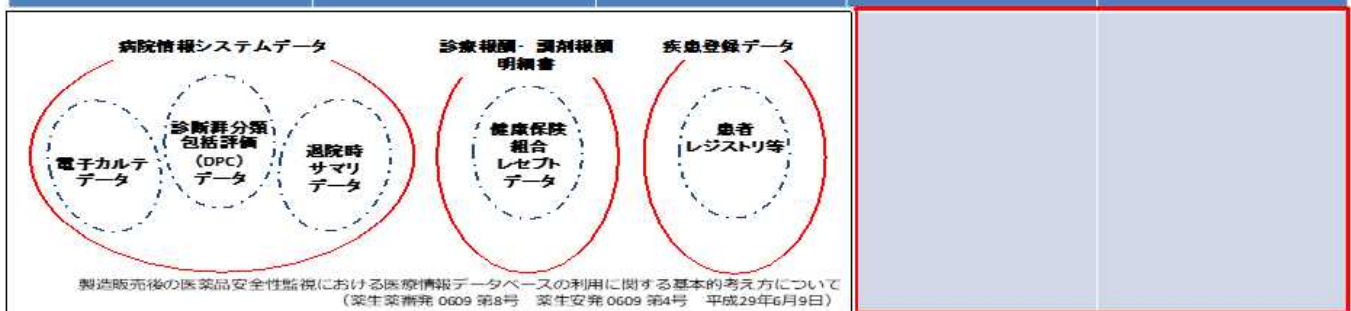 病院情報システムデータ
診療報酬・調剤報酬
明細書
疾患登録データ
電子カルテ
データ
診断群分類
包括評価
(DPC)
データ
退院時
サマリ
データ
健康保険
組合
レセプト
データ
患者
レジストリ等
製造販売後の医薬品安全性監視における医療情報データベースの利用に関する基本的考え方について
(薬生薬審発 0609 第8号　薬生安発 0609 第4号　平成29年6月9日)